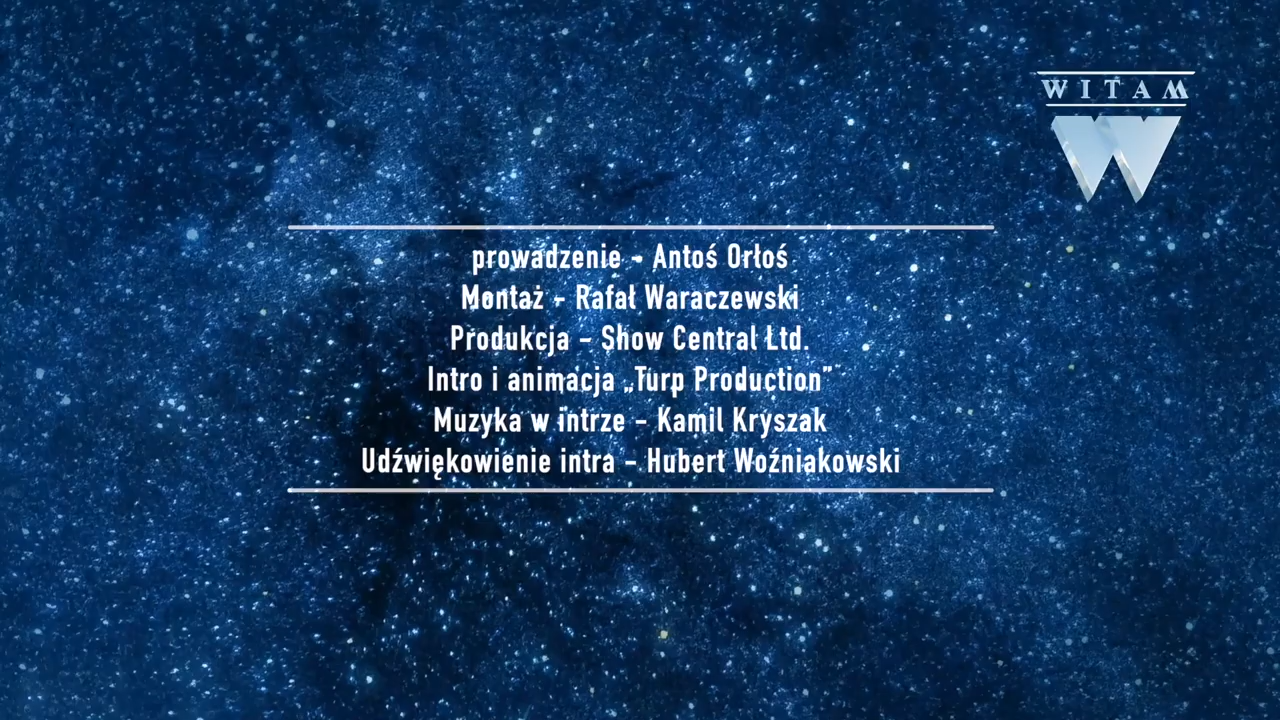 WITAM
W
prowadzenie - Antoś Orłoś
Montaż - Rafał Waraczewski
Produkcja - Show Central Ltd.
Intro i animacja „Turp Production”
Muzyka w intrze - Kamil Kryszak
Udźwiękowienie intra - Hubert Woźniakowski